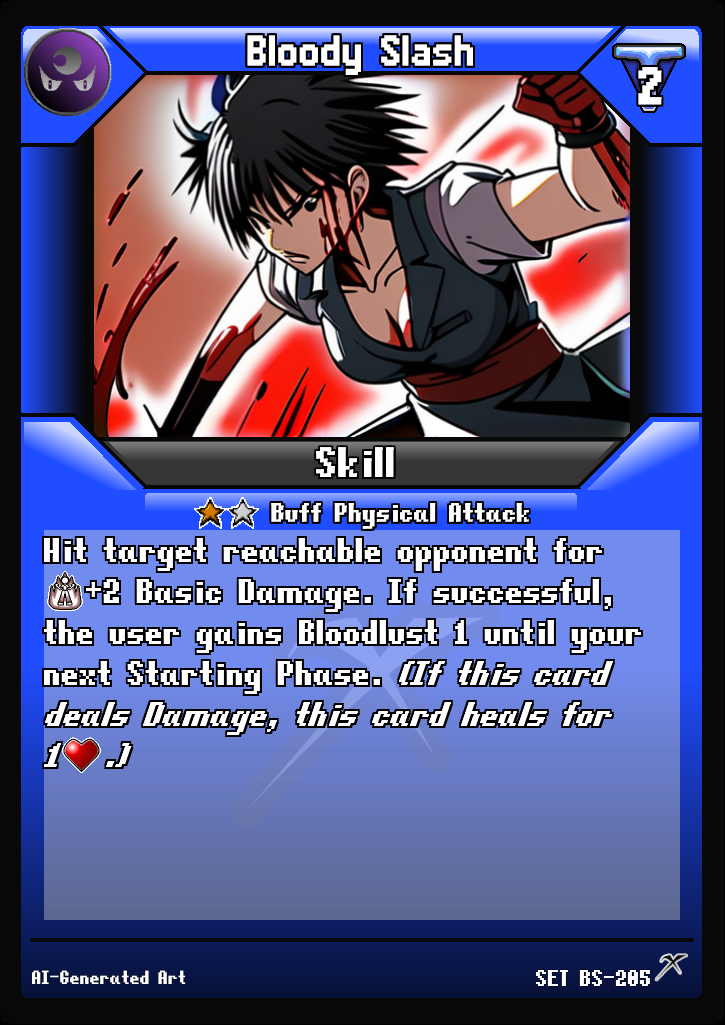 Bloody Slash
2
Skill
Buff Physical Attack
Hit target reachable opponent for
+2 Basic Damage. If successful,
the user gains Bloodlust 1 until your
next Starting Phase. (If this card
deals Damage, this card heals for
1 .)
AI-Generated Art
SET BS-205